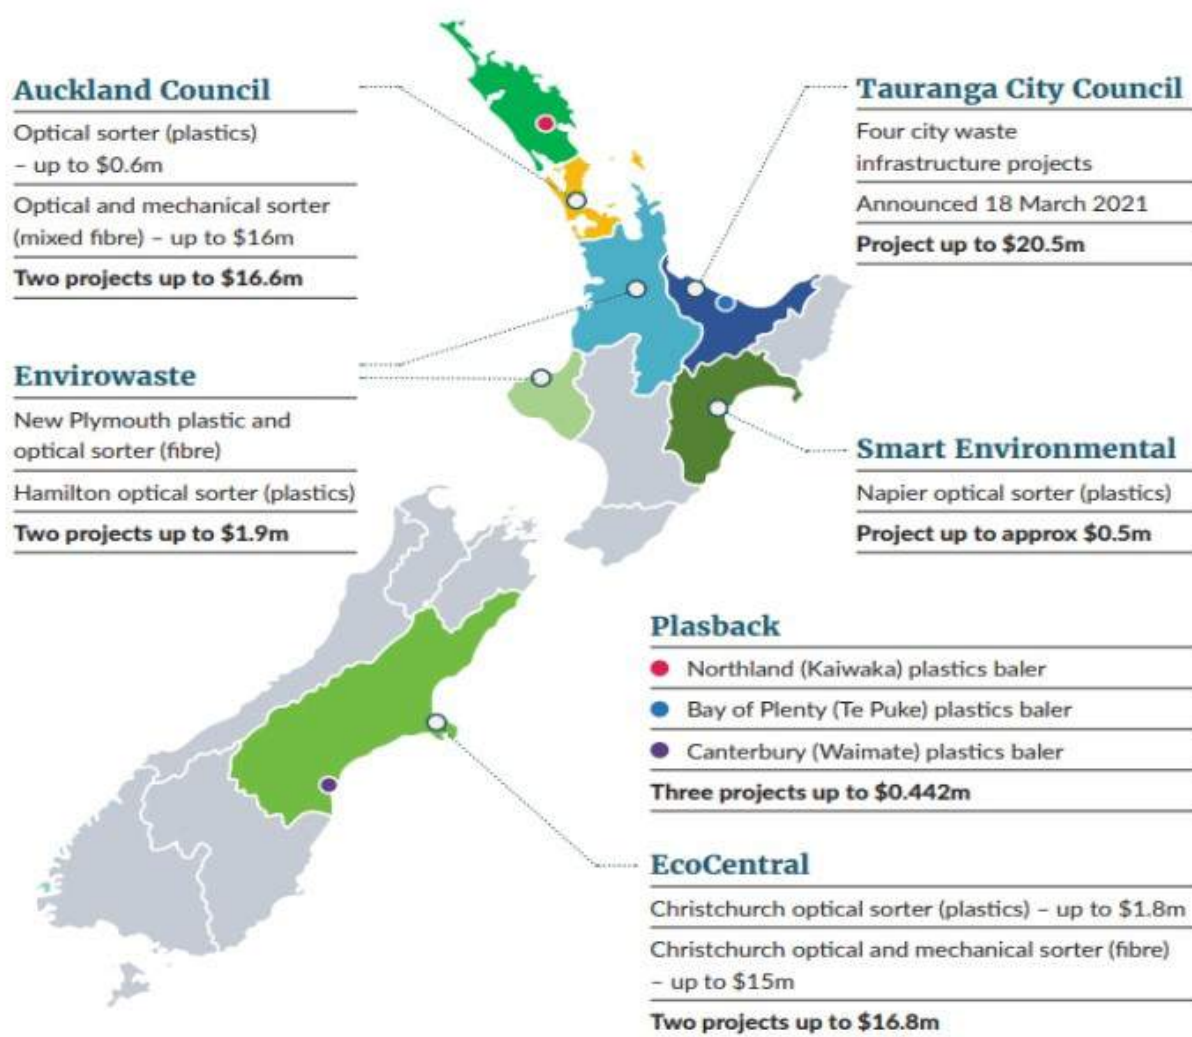 Auckland Council
Optical sorter (plastics)
– up to $0.6m
Optical and mechanical sorter
(mixed fibre) – up to $16m
Two projects up to $16.6m
Envirowaste
New Plymouth plastic and
optical sorter (fibre)
Hamilton optical sorter (plastics)
Two projects up to $1.9m
Tauranga City Council
Four city waste
infrastructure projects
Announced 18 March 2021
Project up to $20.5m
Smart Environmental
Napier optical sorter (plastics)
Project up to approx $0.5m
Plasback
Northland (Kaiwaka) plastics baler
Bay of Plenty (Te Puke) plastics baler
Canterbury (Waimate) plastics baler
Three projects up to $0.442m
EcoCentral
Christchurch optical sorter (plastics) – up to $1.8m
Christchurch optical and mechanical sorter (fibre)
– up to $15m
Two projects up to $16.8m